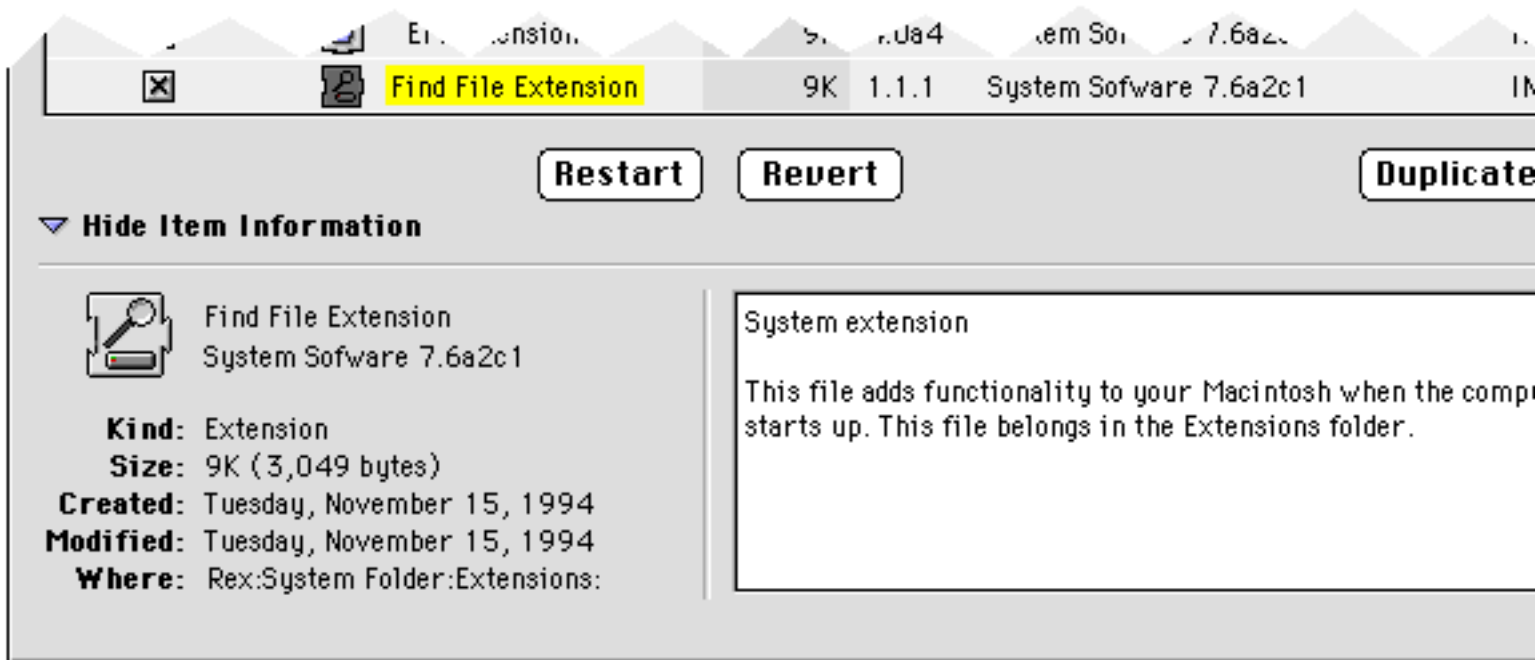 Find File Extension 9K 1.1.1 System Sofware 7.6a2c1
Restart Revert Duplicate
Hide Item Information
Find File Extension
System Sofware 7.6a2c1
Kind: Extension
Size: 9K (3,049 bytes)
Created: Tuesday, November 15, 1994
Modified: Tuesday, November 15, 1994
Where: Rex:System Folder:Extensions:
System extension
This file adds functionality to your Macintosh when the
starts up. This file belongs in the Extensions folder.